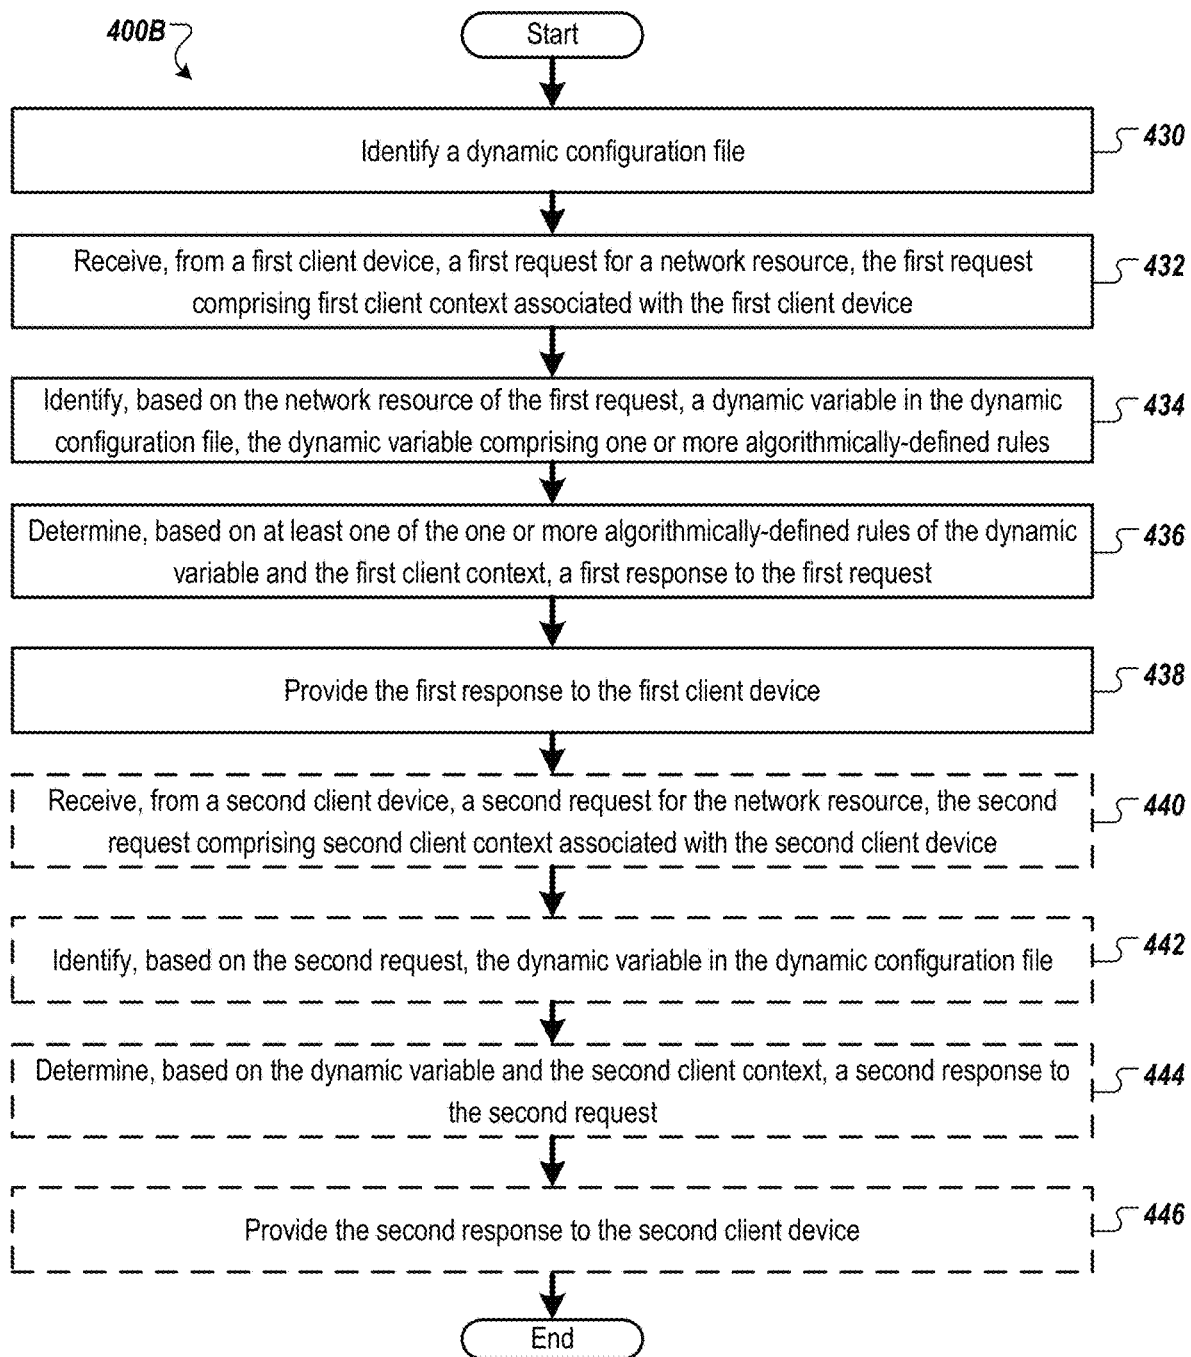 400B
Start
Identify a dynamic configuration file
430
Receive, from a first client device, a first request for a network resource, the first request
comprising first client context associated with the first client device
432
Identify, based on the network resource of the first request, a dynamic variable in the dynamic
configuration file, the dynamic variable comprising one or more algorithmically-defined rules
434
Determine, based on at least one of the one or more algorithmically-defined rules of the dynamic
variable and the first client context, a first response to the first request
436
Provide the first response to the first client device
438
Receive, from a second client device, a second request for the network resource, the second
request comprising second client context associated with the second client device
440
Identify, based on the second request, the dynamic variable in the dynamic configuration file
442
Determine, based on the dynamic variable and the second client context, a second response to
the second request
444
Provide the second response to the second client device
446
End